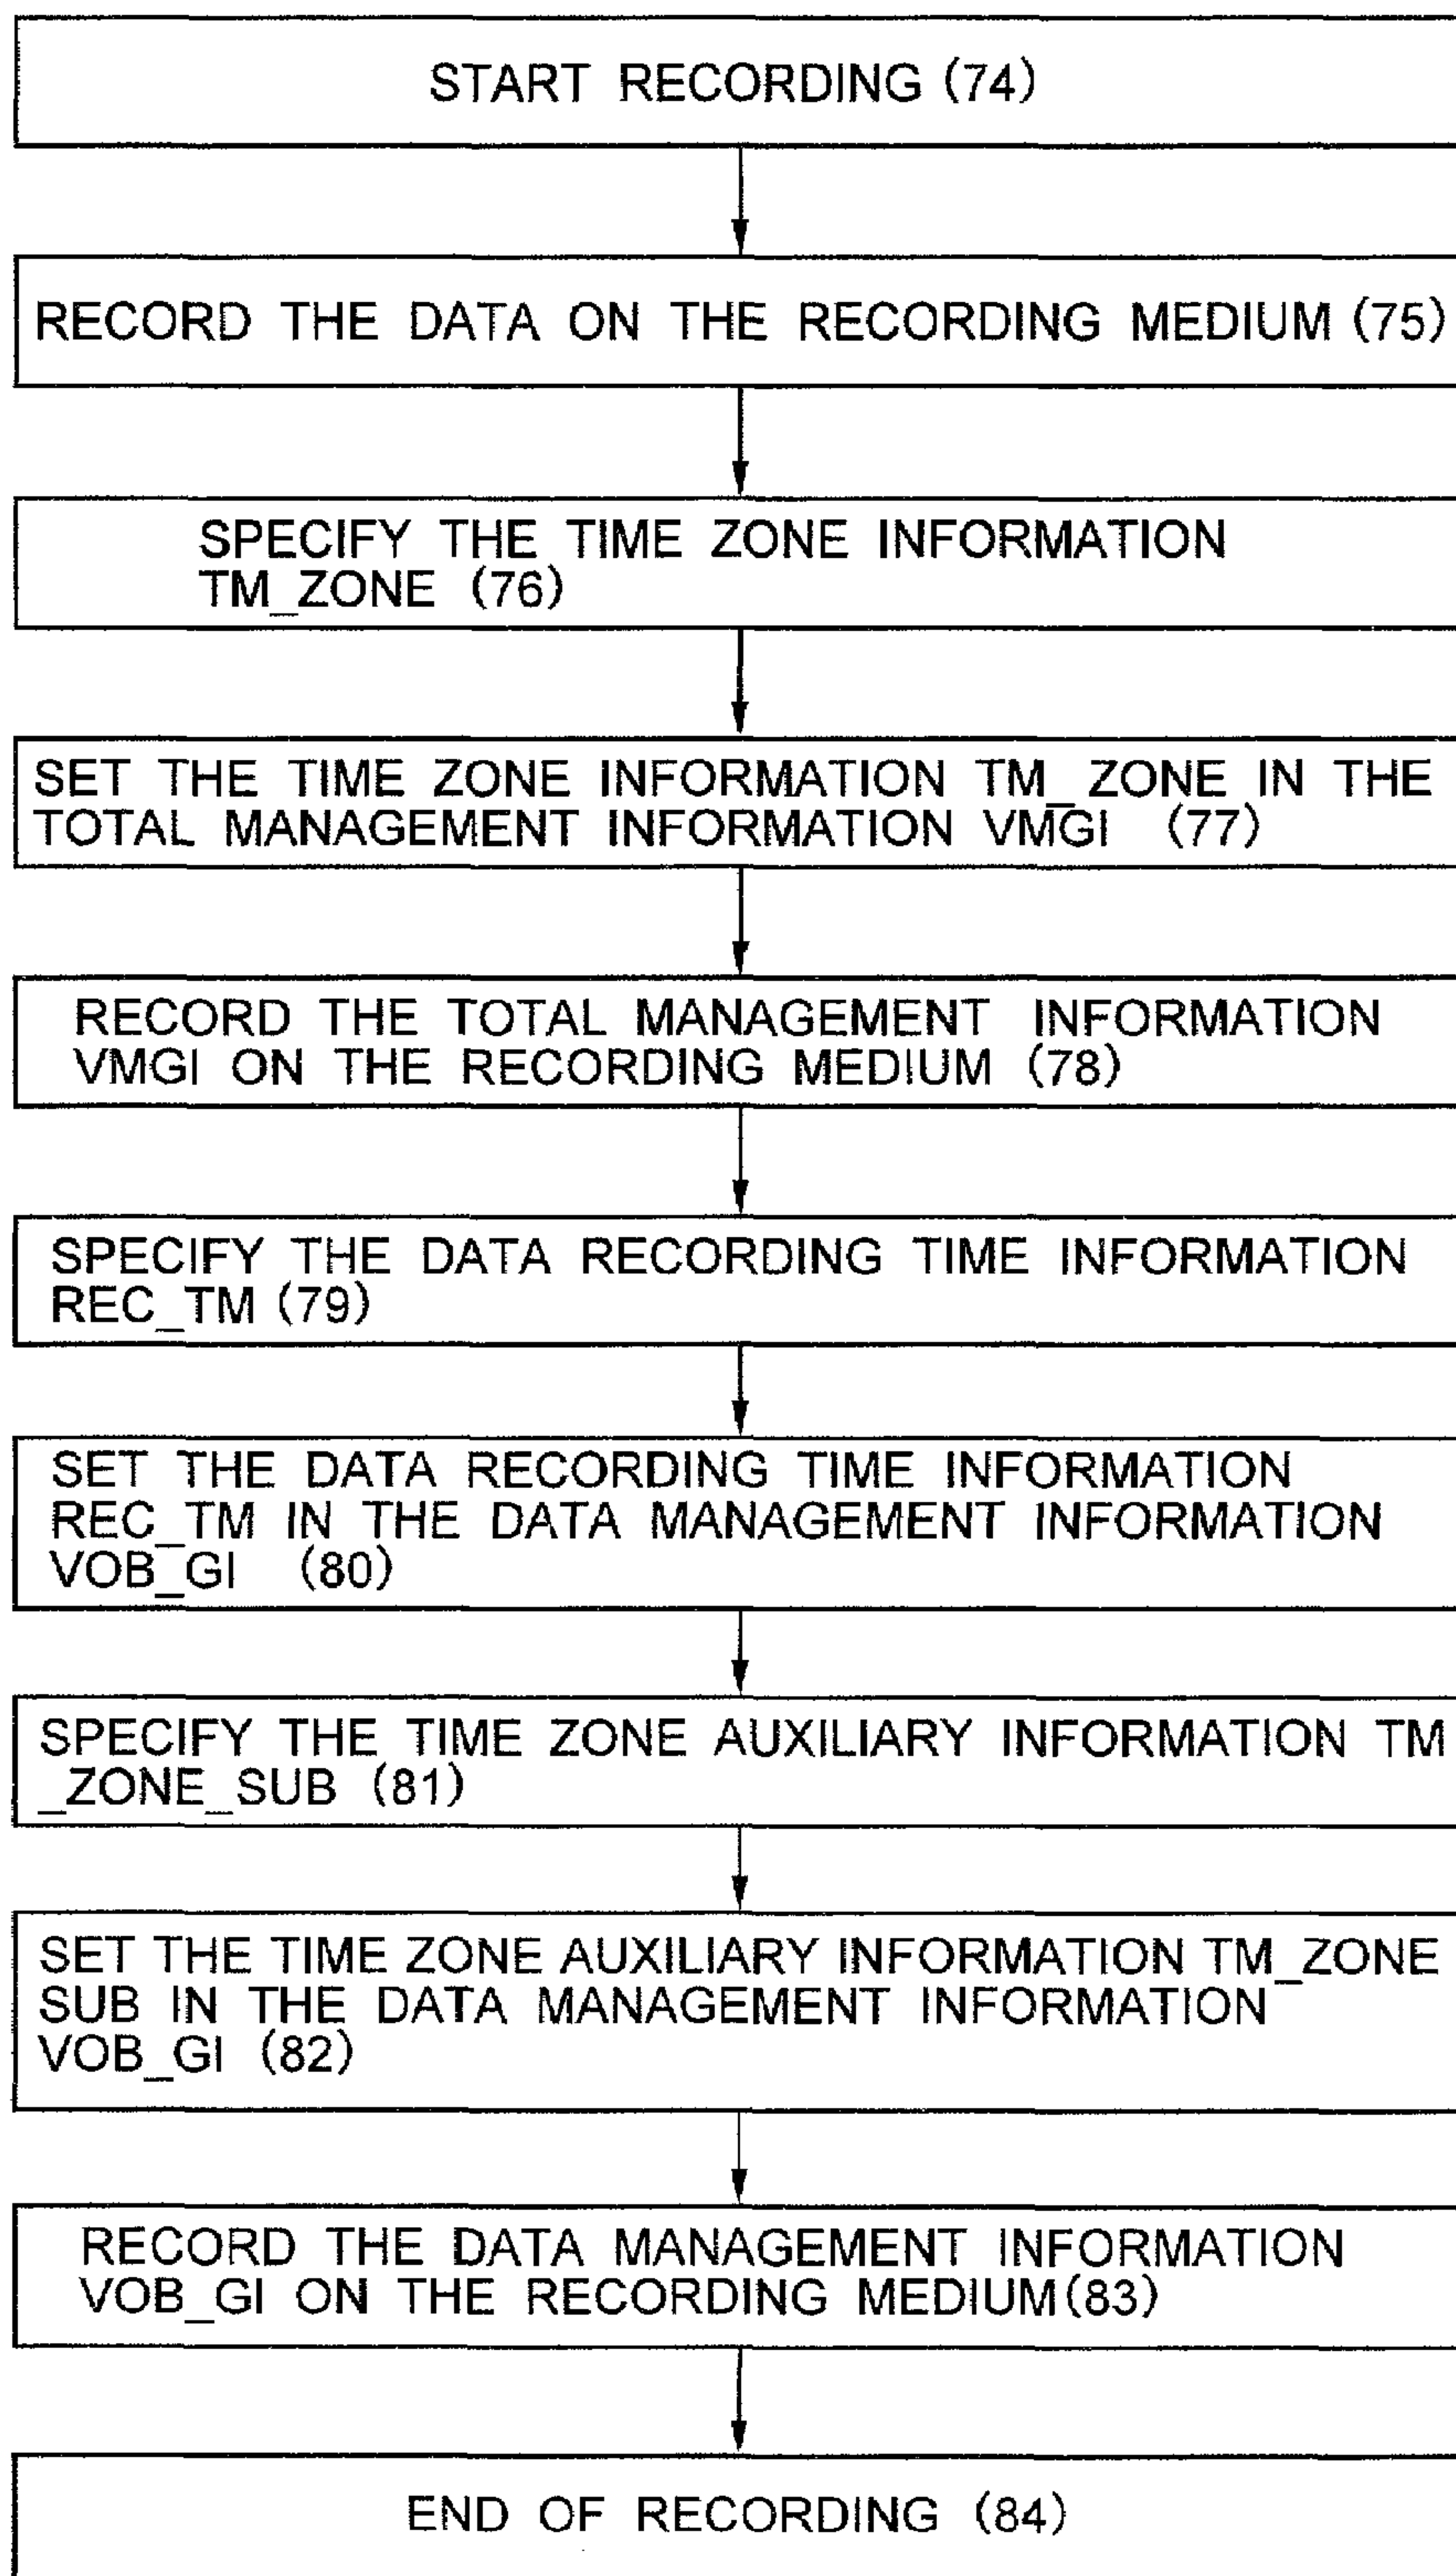 START RECORDING (74)
RECORD THE DATA ON THE RECORDING MEDIUM (75)
SPECIFY THE TIME ZONE INFORMATION
TM_ZONE (76)
SET THE TIME ZONE INFORMATION TM_ZONE IN THE
TOTAL MANAGEMENT INFORMATION VMGI (77)
RECORD THE TOTAL MANAGEMENT INFORMATION
VMGI ON THE RECORDING MEDIUM (78)
SPECIFY THE DATA RECORDING TIME INFORMATION
REC_TM (79)
SET THE DATA RECORDING TIME INFORMATION
REC_TM IN THE DATA MANAGEMENT INFORMATION
VOB_GI (80)
SPECIFY THE TIME ZONE AUXILIARY INFORMATION TM
_ZONE_SUB (81)
SET THE TIME ZONE AUXILIARY INFORMATION TM_ZONE
SUB IN THE DATA MANAGEMENT INFORMATION
VOB_GI (82)
RECORD THE DATA MANAGEMENT INFORMATION
VOB_GI ON THE RECORDING MEDIUM(83)
END OF RECORDING (84)